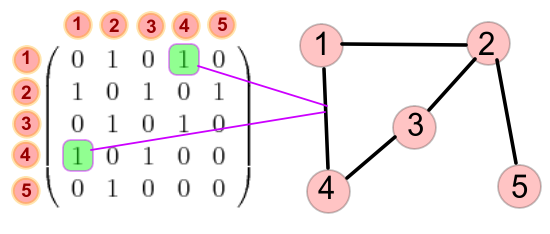 1 2 3 4 5
1 0 1 0 1 0
2 1 0 1 0 1
3 0 1 0 1 0
4 1 0 1 0 0
5 0 1 0 0 0
1 2
3
4 5